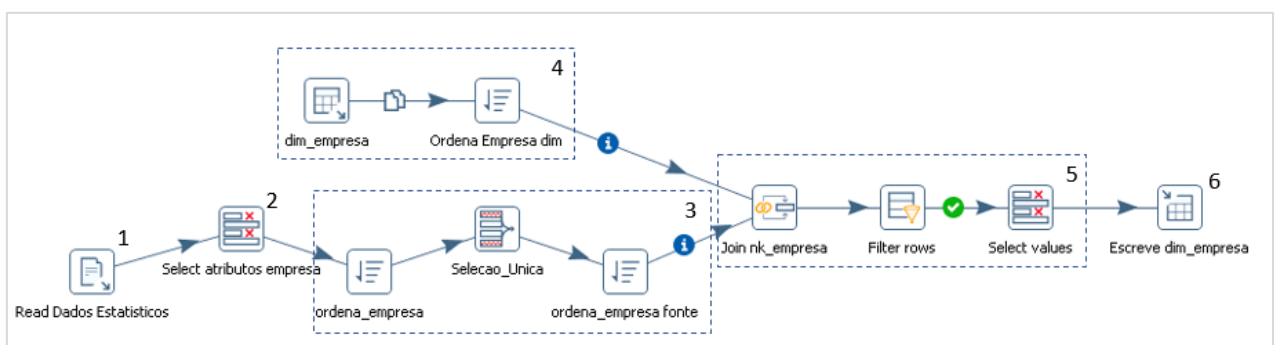 4
dim_empresa
Ordena Empresa dim
1
Read Dados Estatisticos
2
Select atributos empresa
3
ordena_empresa
Selecao_Unica
ordena_empresa fonte
5
Join nk_empresa
Filter rows
Select values
6
Escreve dim_empresa